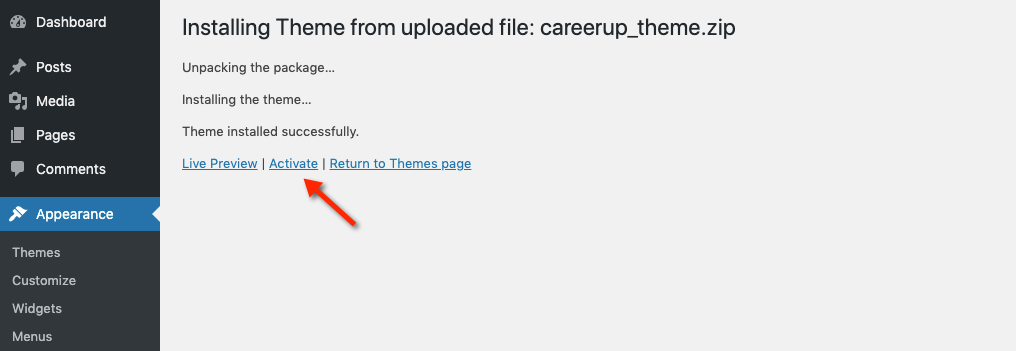 Dashboard
Posts
Media
Pages
Comments
Appearance
Themes
Customize
Widgets
Menus
Installing Theme from uploaded file: careerup_theme.zip
Unpacking the package…
Installing the theme…
Theme installed successfully.
Live Preview | Activate | Return to Themes page